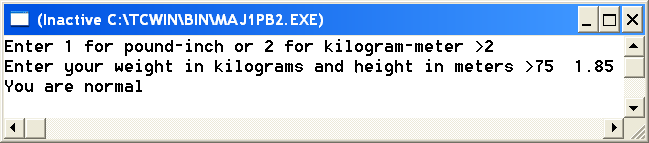 (Inactive C:\TCWIN\BIN\MAJ1PB2.EXE)
Enter 1 for pound-inch or 2 for kilogram-meter >2
Enter your weight in kilograms and height in meters >75  1.85
You are normal